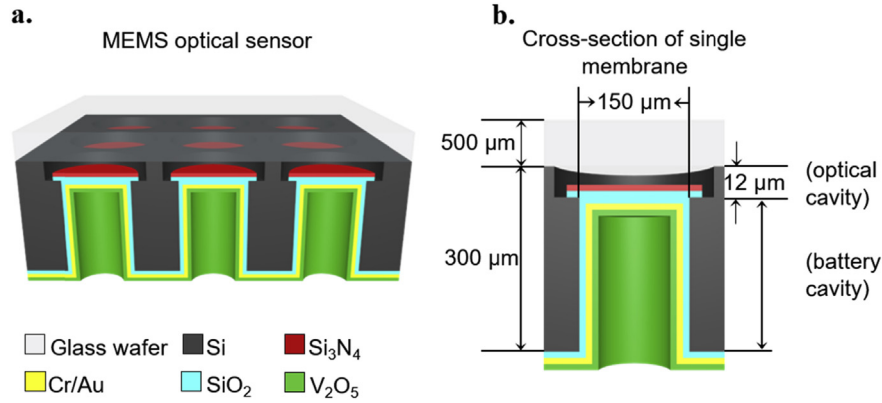 a.
MEMS optical sensor
Glass wafer
Si
Si3N4
Cr/Au
SiO2
V2O5
b.
Cross-section of single
membrane
150 μm
500 μm
12 μm
(optical
cavity)
300 μm
(battery
cavity)